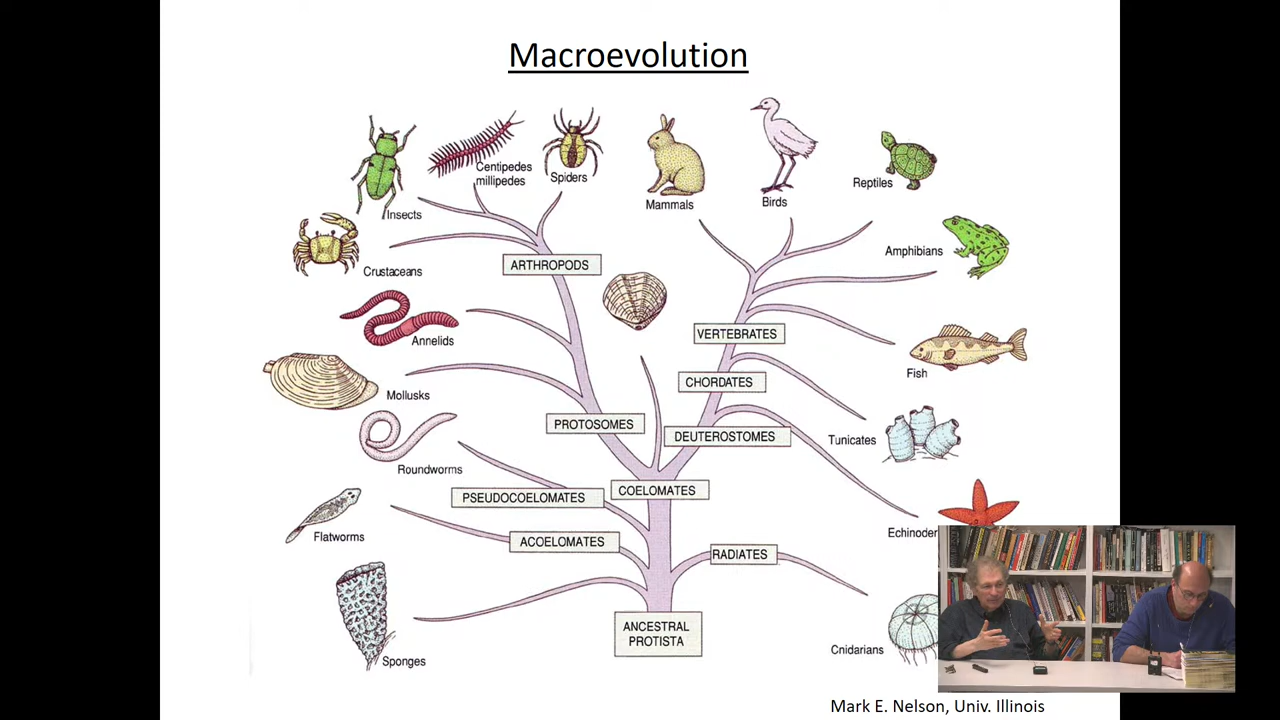 Macroevolution
Centipedes
millipedes
Spiders
Insects
Mammals
Birds
Reptiles
Crustaceans
ARTHROPODS
Amphibians
Annelids
VERTEBRATES
Fish
Mollusks
CHORDATES
PROTOSOMES
DEUTEROSTOMES
Tunicates
Roundworms
PSEUDOCOELOMATES
COELOMATES
Flatworms
ACOELOMATES
RADIATES
Echinoder
ANCESTRAL
PROTISTA
Sponges
Cnidarians
Mark E. Nelson, Univ. Illinois